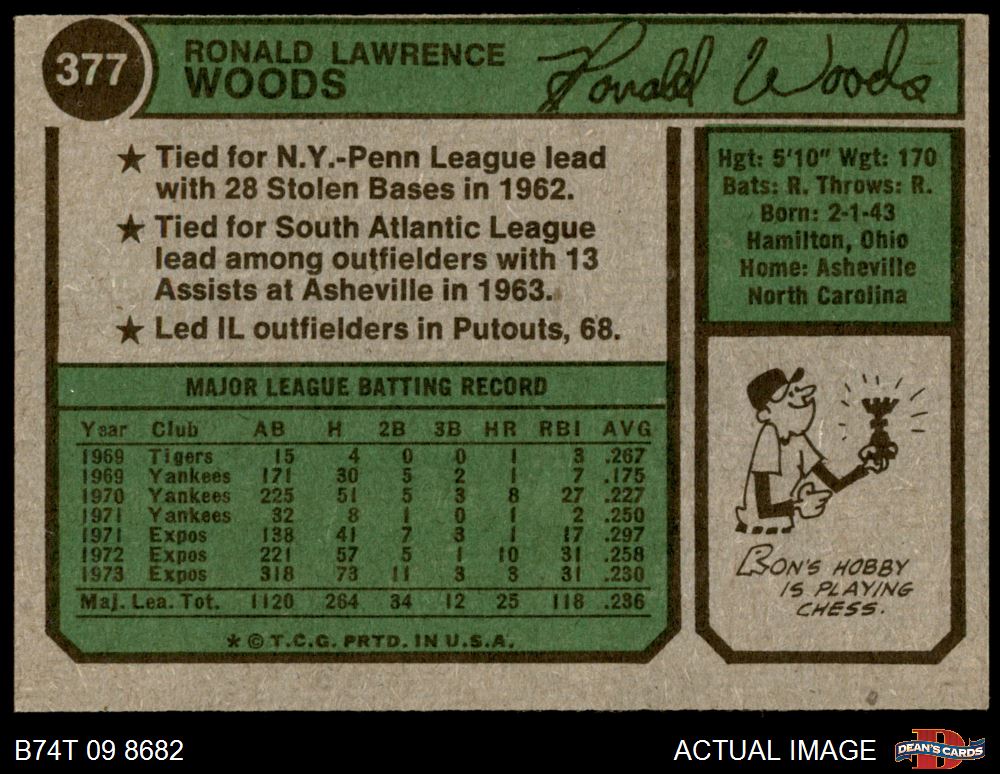 377
RONALD LAWRENCE
WOODS
Ronald Woods
★ Tied for N.Y.-Penn League lead
with 28 Stolen Bases in 1962.
★ Tied for South Atlantic League
lead among outfielders with 13
Assists at Asheville in 1963.
★ Led IL outfielders in Putouts, 68.
Hgt: 5'10" Wgt: 170
Bats: R. Throws: R.
Born: 2-1-43
Hamilton, Ohio
Home: Asheville
North Carolina
MAJOR LEAGUE BATTING RECORD
Year Club AB H 2B 3B HR RBI AVG
1969 Tigers 15 4 0 0 1 3 .267
1969 Yankees 171 30 5 2 1 7 .175
1970 Yankees 225 51 5 3 8 27 .227
1971 Yankees 32 8 1 0 1 2 .250
1971 Expos 138 41 7 3 1 17 .297
1972 Expos 221 57 5 1 10 31 .258
1973 Expos 318 73 11 3 3 31 .230
Maj. Lea. Tot. 1120 264 34 12 25 118 .236
* © T.C.G. PRTD. IN U.S.A.
RON'S HOBBY
IS PLAYING
CHESS.
B74T 09 8682
ACTUAL IMAGE
D
DEAN'S CARDS